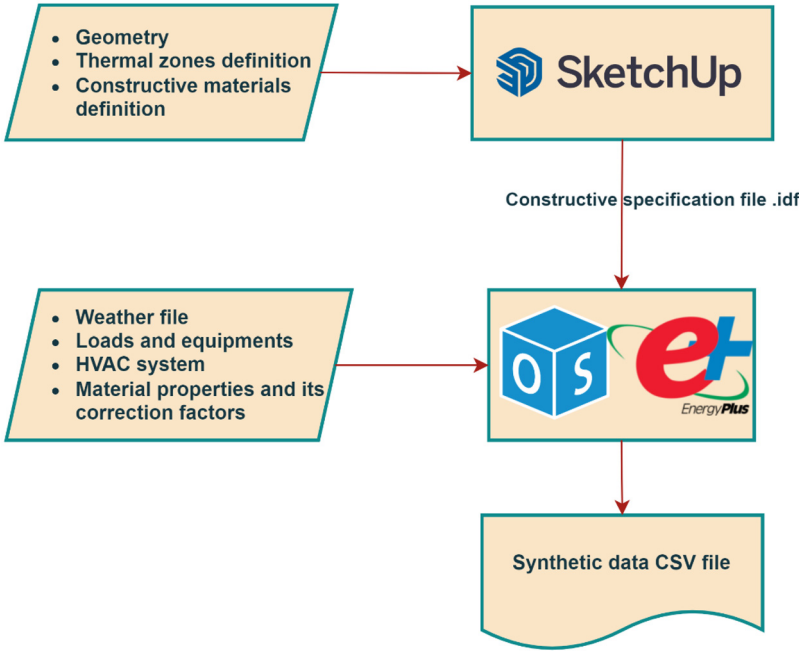 • Geometry
• Thermal zones definition
• Constructive materials
definition
SketchUp
Constructive specification file .idf
• Weather file
• Loads and equipments
• HVAC system
• Material properties and its
correction factors
O S
e+
EnergyPlus
Synthetic data CSV file